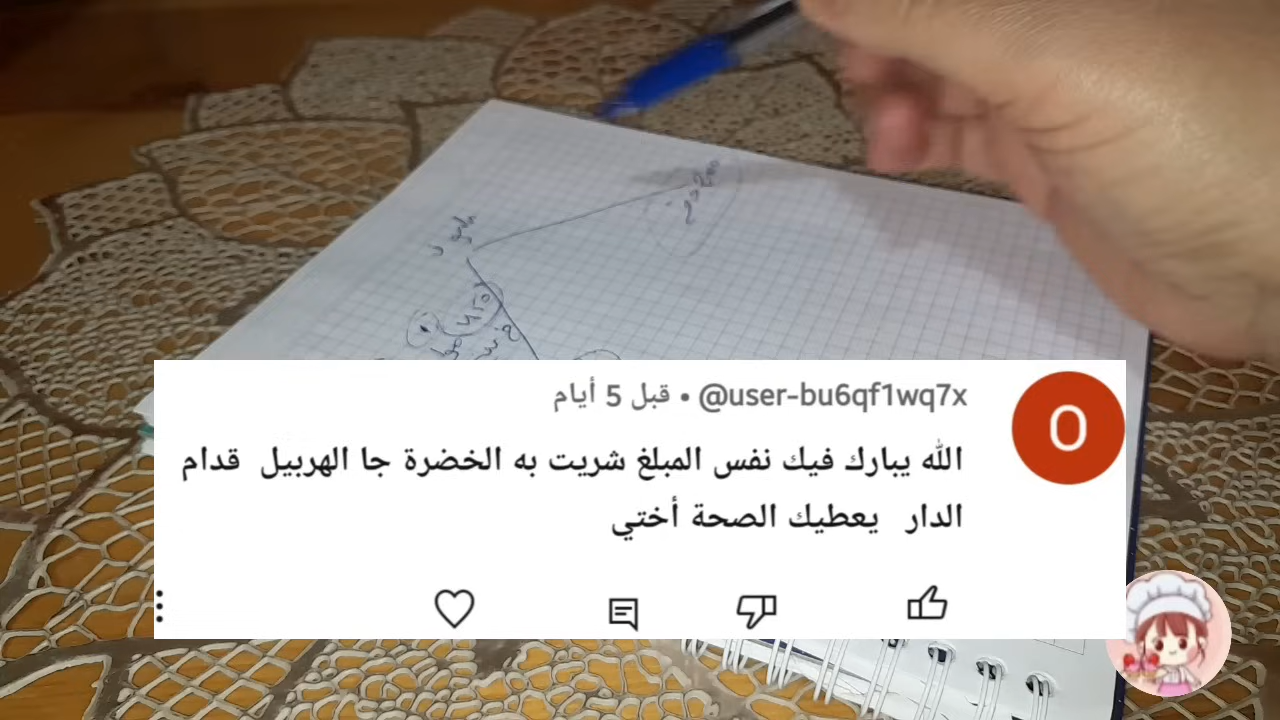 @user-bu6qf1wq7x • قبل 5 أيام
O
الله يبارك فيك نفس المبلغ شريت به الخضرة جا الهربيل قدام
الدار يعطيك الصحة أختي